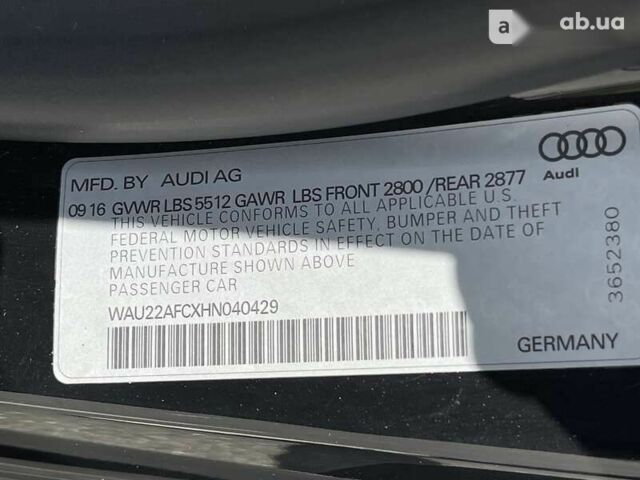 a ab.ua
MFD. BY AUDI AG
Audi
09 16 GVWR LBS 5512 GAWR LBS FRONT 2800 /REAR 2877
THIS VEHICLE CONFORMS TO ALL APPLICABLE U.S.
FEDERAL MOTOR VEHICLE SAFETY, BUMPER AND THEFT
PREVENTION STANDARDS IN EFFECT ON THE DATE OF
MANUFACTURE SHOWN ABOVE
PASSENGER CAR
WAU22AFCXHN040429
3652380
GERMANY